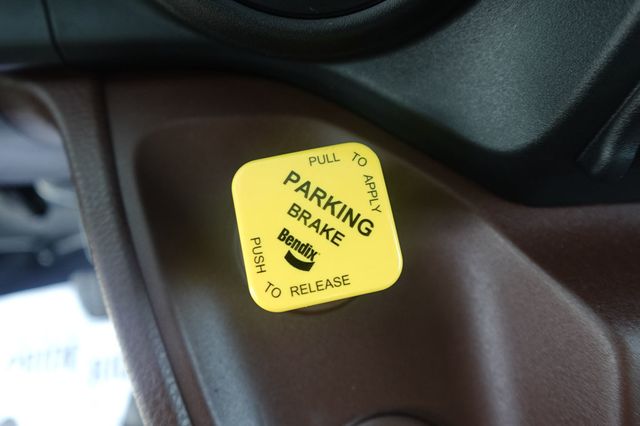 PULL TO APPLY
PARKING
BRAKE
Bendix
PUSH TO RELEASE